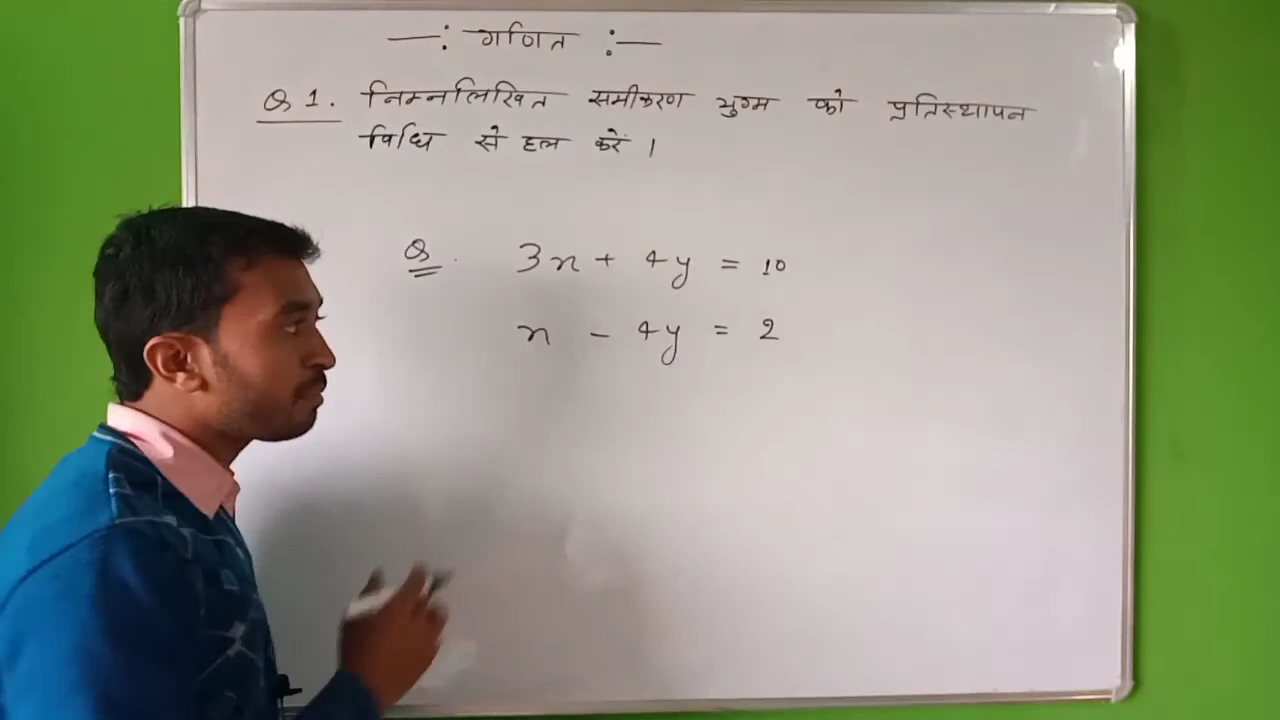 —: गणित :—
Q 1. निम्नलिखित समीकरण युग्म को प्रतिस्थापन
विधि से हल करें ।
Q. 3x + 4y = 10
x - 4y = 2